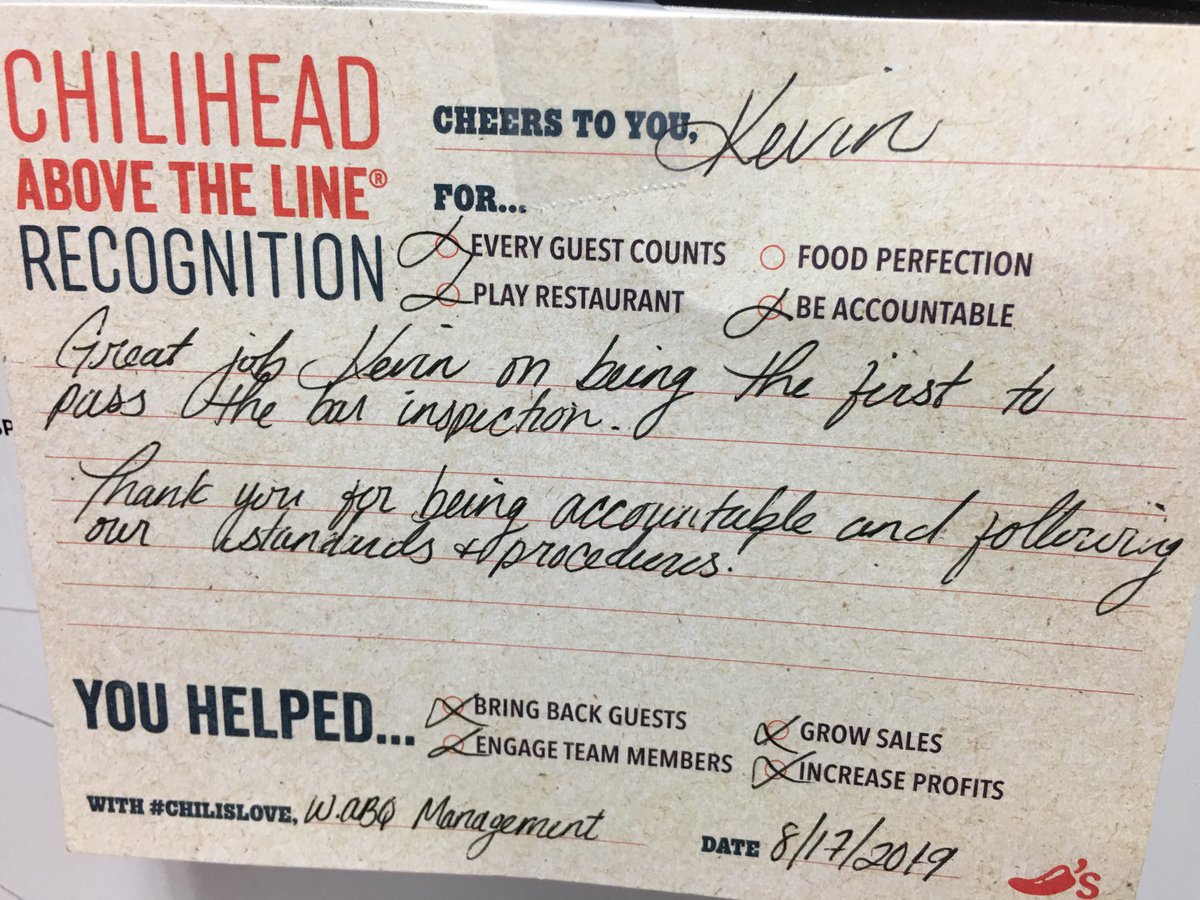 CHILIHEAD
ABOVE THE LINE®
RECOGNITION
CHEERS TO YOU, Kevin
FOR...
EVERY GUEST COUNTS
FOOD PERFECTION
PLAY RESTAURANT
BE ACCOUNTABLE
Great job Kevin on being the first to
pass the bar inspection.
Thank you for being accountable and following
our standards & procedures.
YOU HELPED...
BRING BACK GUESTS
GROW SALES
ENGAGE TEAM MEMBERS
INCREASE PROFITS
WITH #CHILISLOVE, W.ABQ Management
DATE 8/17/2019
's
SP